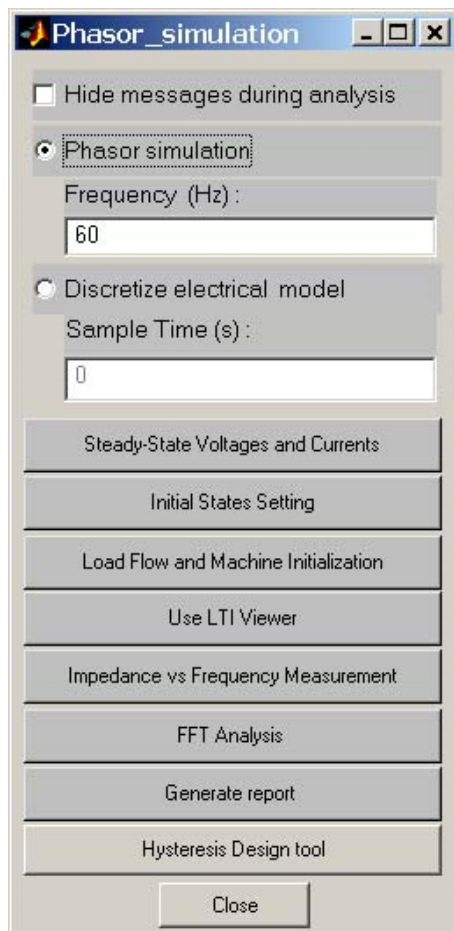 Phasor_simulation
Hide messages during analysis
Phasor simulation
Frequency (Hz) :
60
Discretize electrical model
Sample Time (s) :
0
Steady-State Voltages and Currents
Initial States Setting
Load Flow and Machine Initialization
Use LTI Viewer
Impedance vs Frequency Measurement
FFT Analysis
Generate report
Hysteresis Design tool
Close